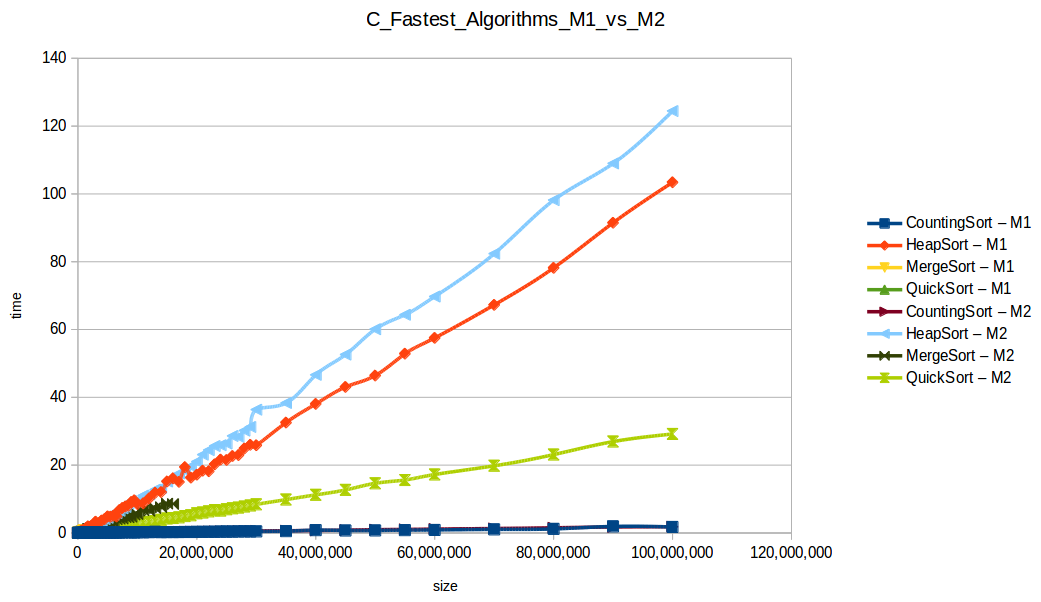 C_Fastest_Algorithms_M1_vs_M2
140
120
100
80
60
40
20
0
time
0
20,000,000
40,000,000
60,000,000
80,000,000
100,000,000
120,000,000
size
CountingSort – M1
HeapSort – M1
MergeSort – M1
QuickSort – M1
CountingSort – M2
HeapSort – M2
MergeSort – M2
QuickSort – M2